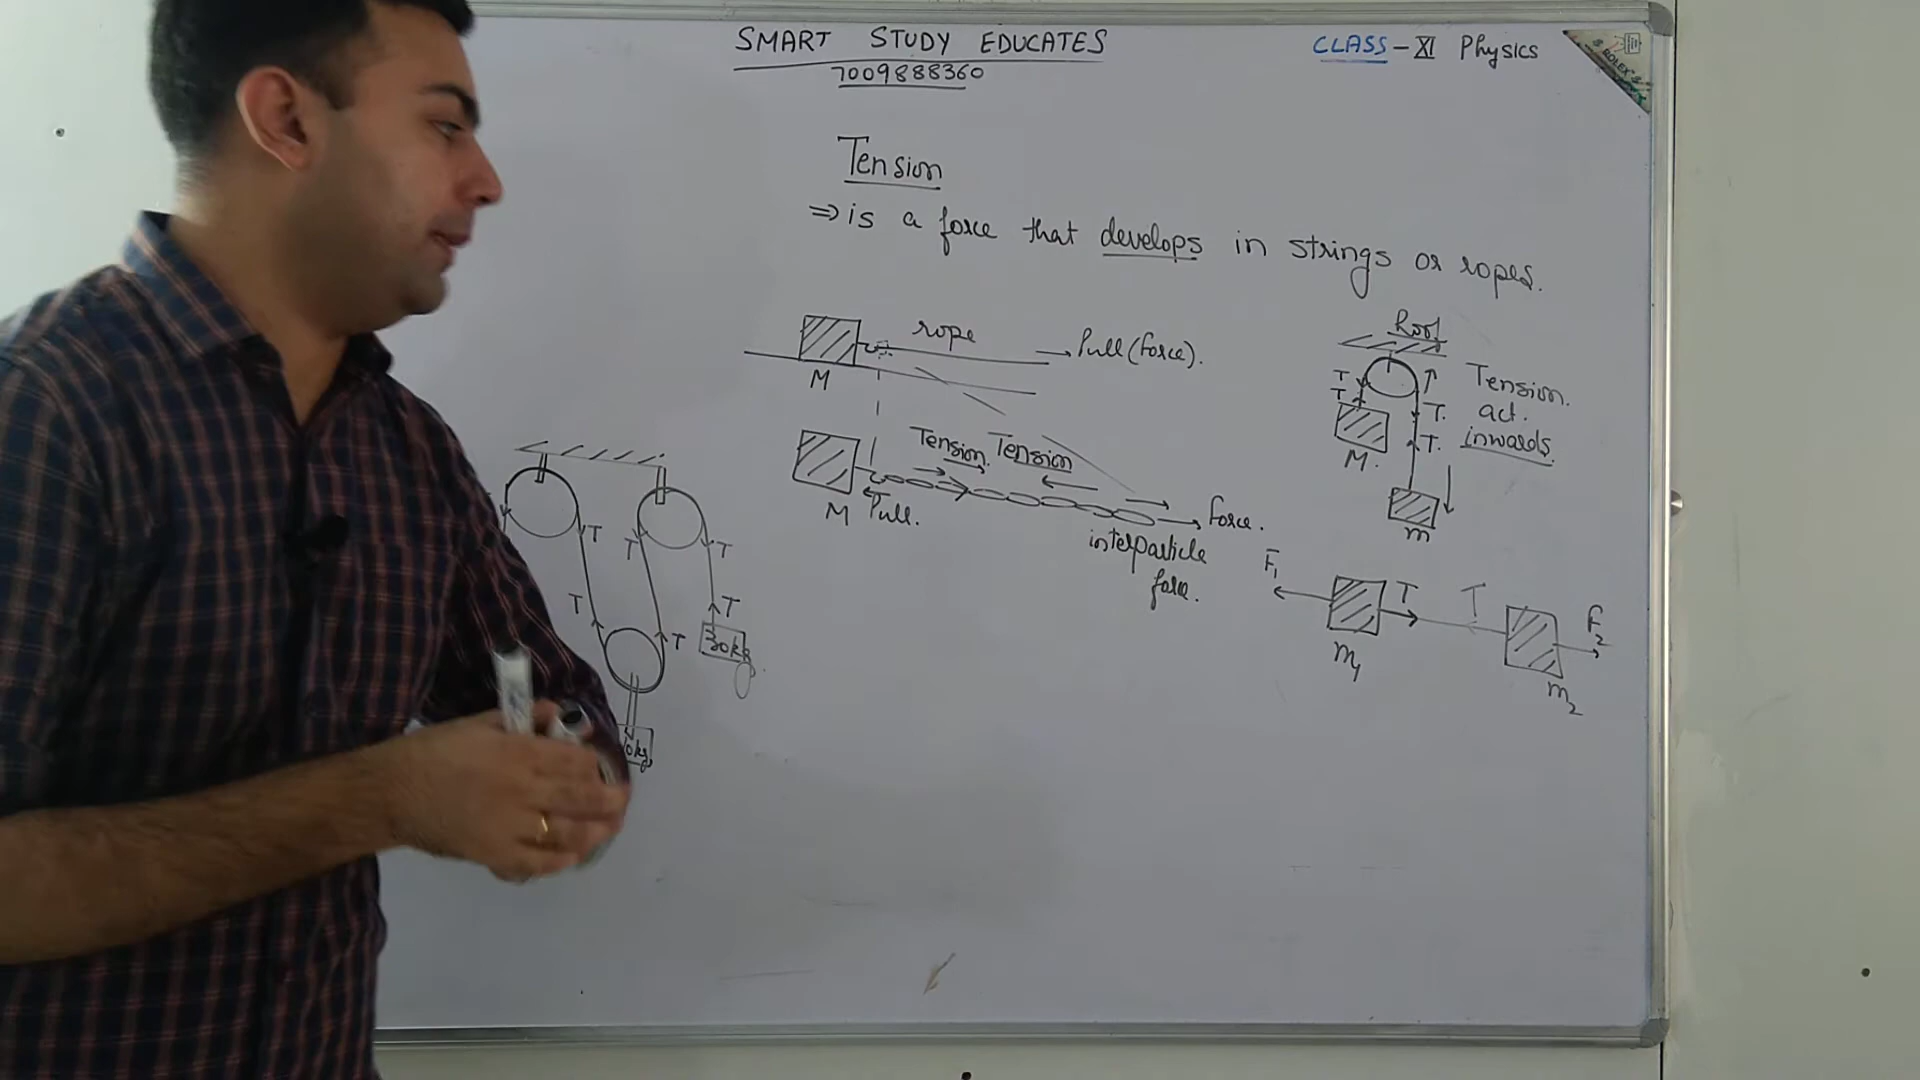 SMART STUDY EDUCATES
7009888360
CLASS-XI Physics
Tension
⇒ is a force that develops in strings or ropes.
rope
Pull (force).
M
Tension. Tension
Pull.
M
force.
interparticle
force.
Roof
T
T
T.
T.
M.
m
Tension.
act.
inwards.
F1
T
T
F2
m1
m2
T
T
T
T
T
T
30kg.